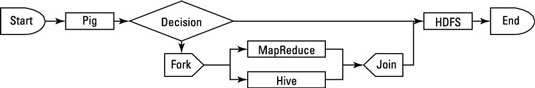 Start
Pig
Decision
HDFS
End
Fork
MapReduce
Hive
Join